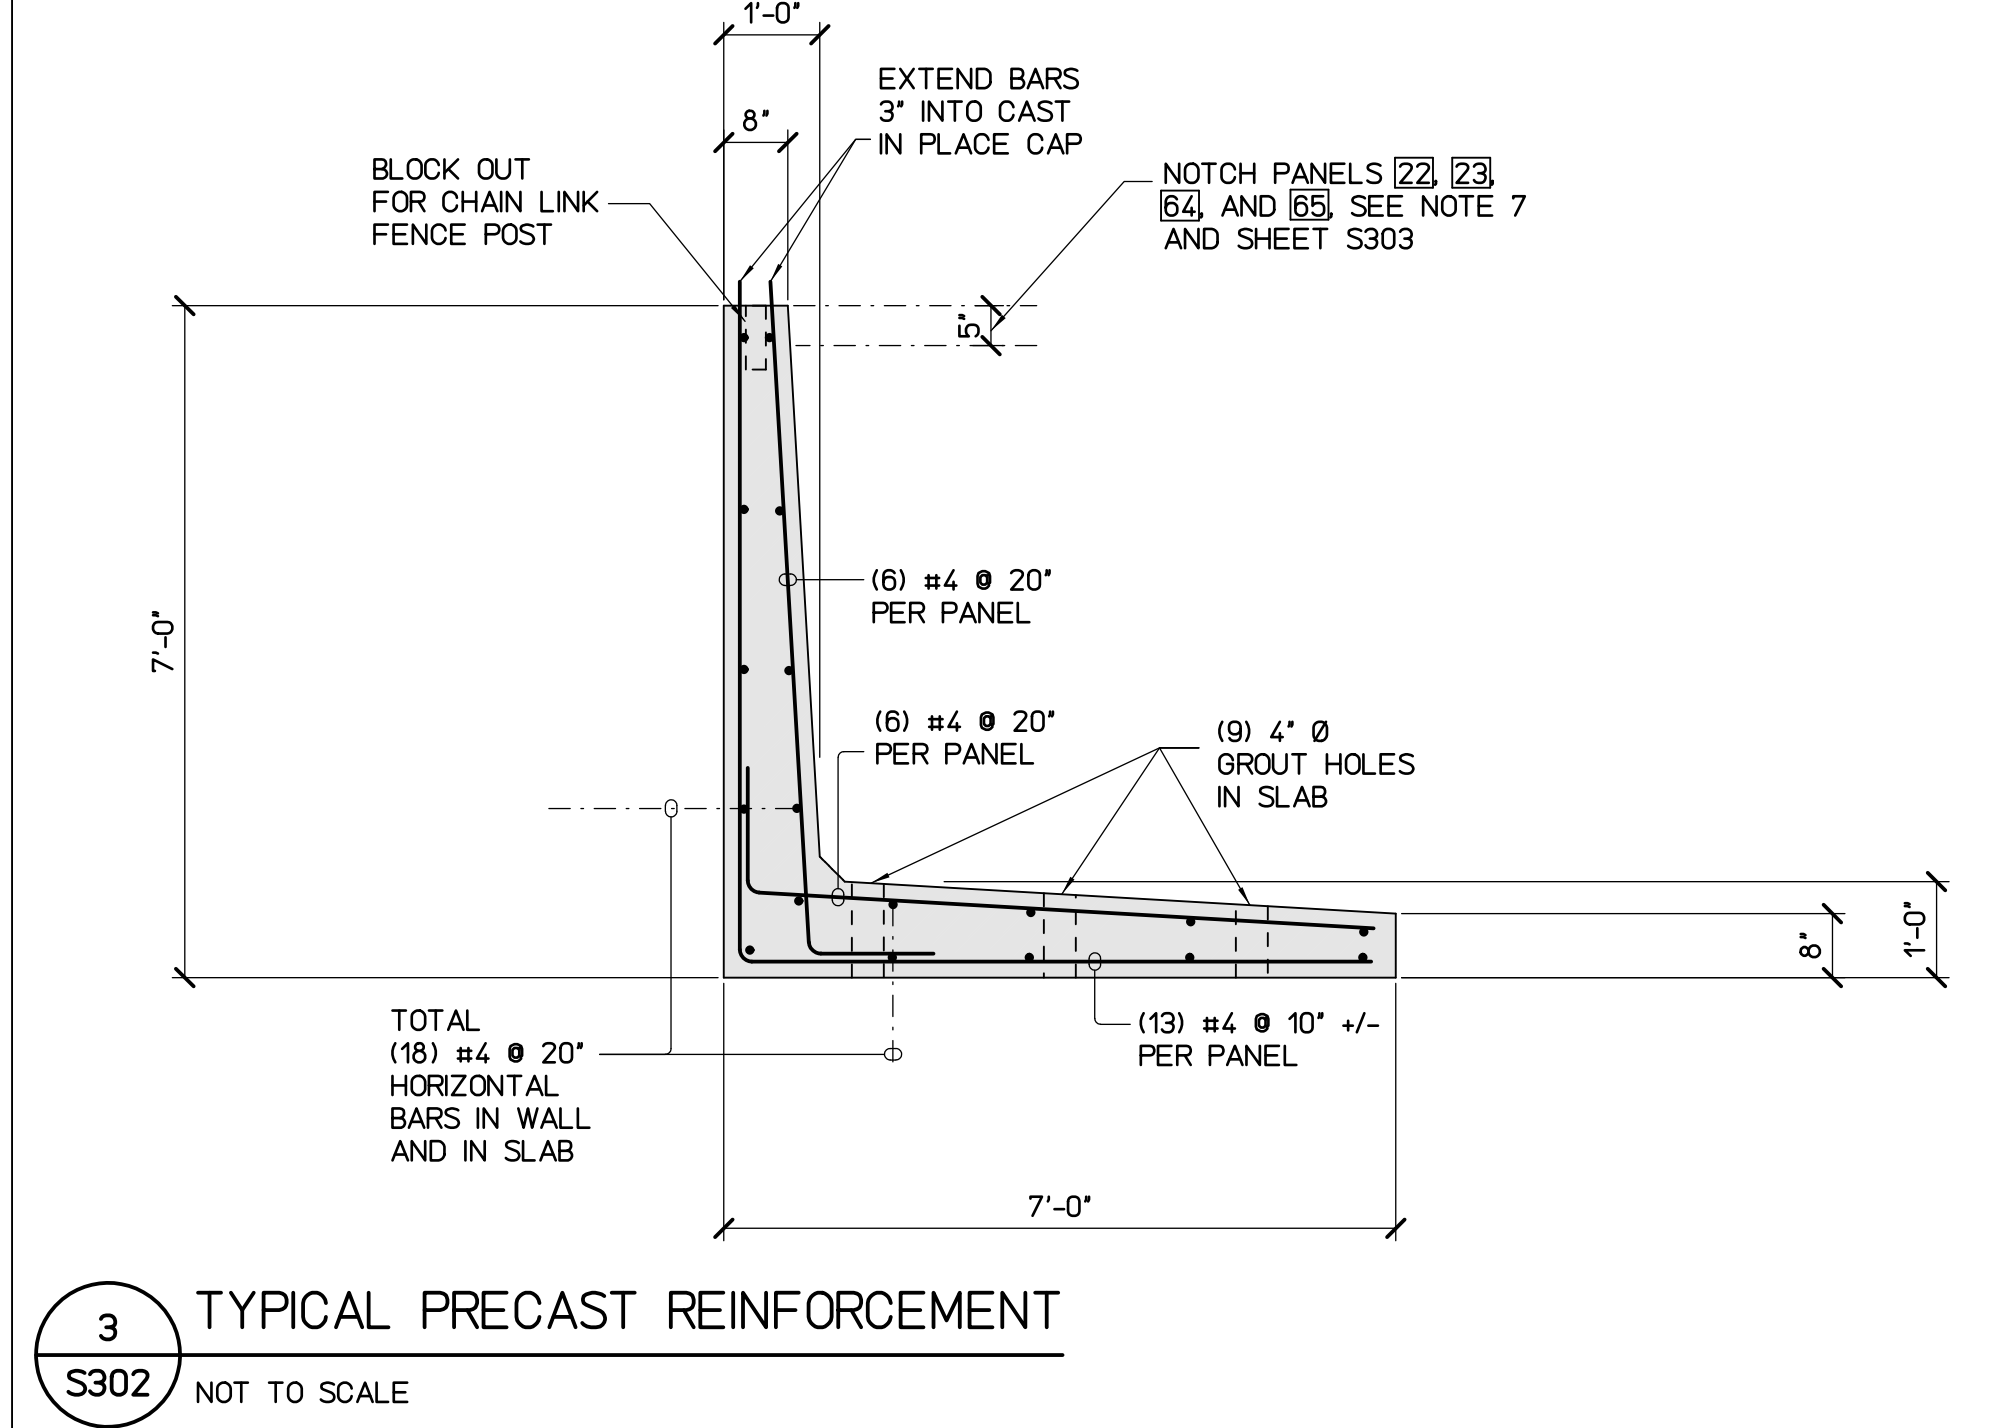 1'-0"
EXTEND BARS
3" INTO CAST
IN PLACE CAP
8"
BLOCK OUT
FOR CHAIN LINK
FENCE POST
NOTCH PANELS 22, 23,
64, AND 65, SEE NOTE 7
AND SHEET S303
5"
7'-0"
(6) #4 @ 20"
PER PANEL
(6) #4 @ 20"
PER PANEL
(9) 4" Ø
GROUT HOLES
IN SLAB
8"
1'-0"
TOTAL
(18) #4 @ 20"
HORIZONTAL
BARS IN WALL
AND IN SLAB
(13) #4 @ 10" +/-
PER PANEL
7'-0"
3
S302
TYPICAL PRECAST REINFORCEMENT
NOT TO SCALE